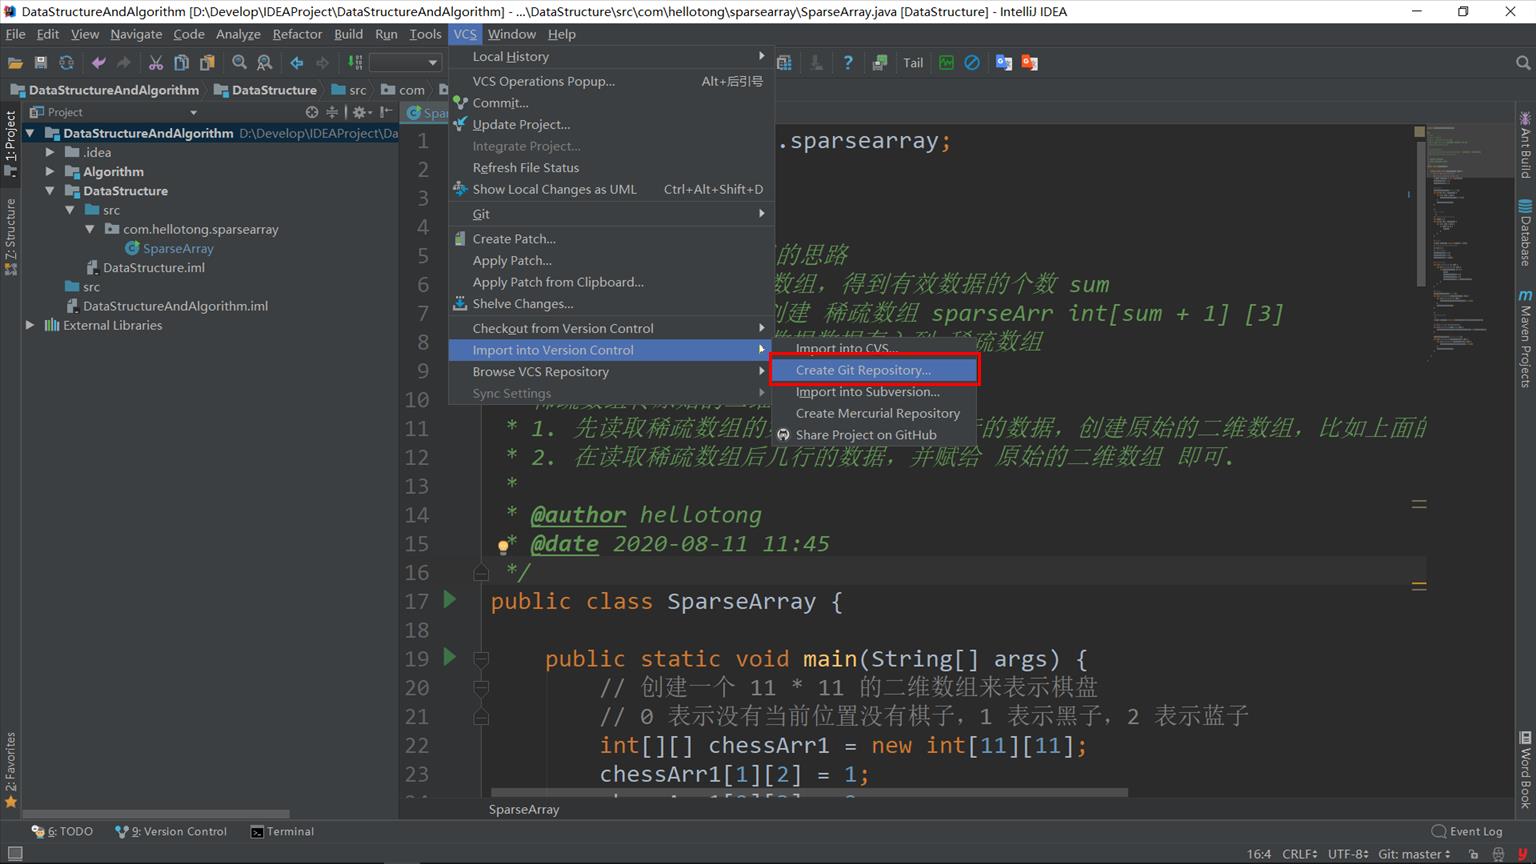 DataStructureAndAlgorithm [D:\Develop\IDEAProject\DataStructureAndAlgorithm] - ...\DataStructure\src\com\hellotong\sparsearray\SparseArray.java [DataStructure] - IntelliJ IDEA
File Edit View Navigate Code Analyze Refactor Build Run Tools VCS Window Help
Tail
DataStructureAndAlgorithm DataStructure src com
Project
Spar
1: Project
Z: Structure
2: Favorites
DataStructureAndAlgorithm D:\Develop\IDEAProject\Da
.idea
Algorithm
DataStructure
src
com.hellotong.sparsearray
SparseArray
DataStructure.iml
src
DataStructureAndAlgorithm.iml
External Libraries
Local History
VCS Operations Popup... Alt+后引号
Commit...
Update Project...
Integrate Project...
Refresh File Status
Show Local Changes as UML Ctrl+Alt+Shift+D
Git
Create Patch...
Apply Patch...
Apply Patch from Clipboard...
Shelve Changes...
Checkout from Version Control
Import into Version Control
Browse VCS Repository
Sync Settings
Import into CVS...
Create Git Repository...
Import into Subversion...
Create Mercurial Repository
Share Project on GitHub
1 .sparsearray;
2
3
4
5 的思路
6 数组，得到有效数据的个数 sum
7 创建 稀疏数组 sparseArr int[sum + 1] [3]
8 稀疏数组
9
10
11 * 1. 先读取稀疏数组的 行的数据，创建原始的二维数组，比如上面的
12 * 2. 在读取稀疏数组后几行的数据，并赋给 原始的二维数组 即可.
13 *
14 * @author hellotong
15 * @date 2020-08-11 11:45
16 */
17 public class SparseArray {
18
19 public static void main(String[] args) {
20 // 创建一个 11 * 11 的二维数组来表示棋盘
21 // 0 表示没有当前位置没有棋子，1 表示黑子，2 表示蓝子
22 int[][] chessArr1 = new int[11][11];
23 chessArr1[1][2] = 1;
SparseArray
Ant Build
Database
Maven Projects
Word Book
6: TODO 9: Version Control Terminal Event Log
16:4 CRLF UTF-8 Git: master